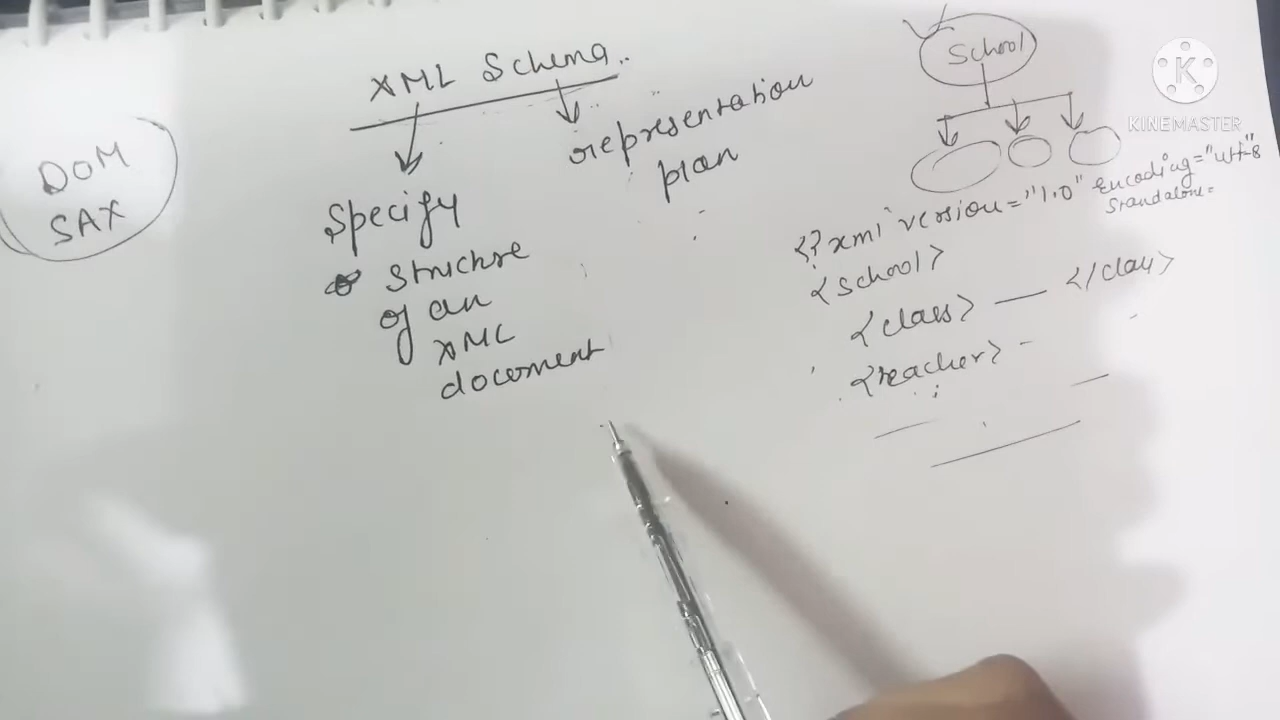 XML Schema..
DOM
SAX
Specify
structure
of an
XML
document
representation
plan
School
K
KINEMASTER
<?xml version="1.0" Encoding="utf-8"
Standalone=
<school>
<class> — </class>
<teacher> -